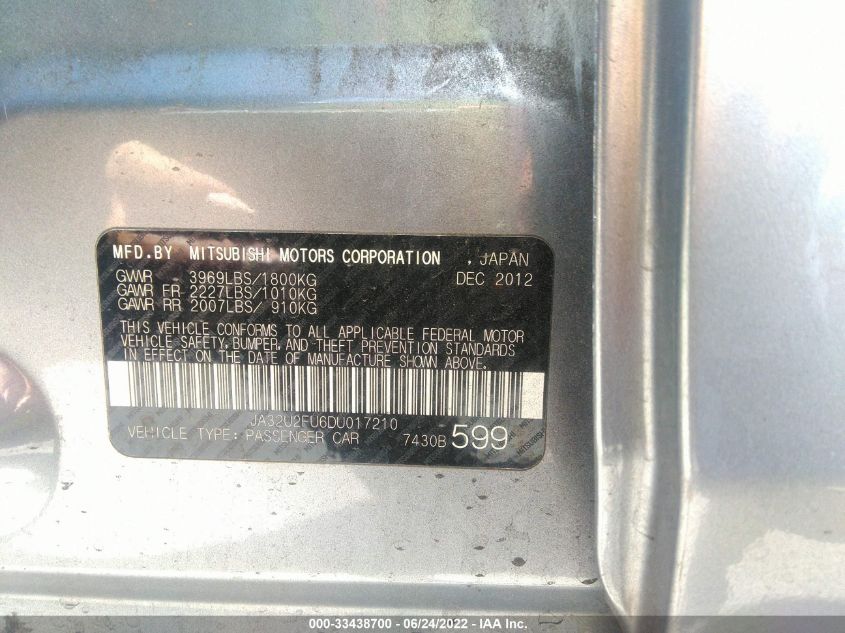 MFD.BY MITSUBISHI MOTORS CORPORATION , JAPAN
GVWR 3969LBS/1800KG DEC 2012
GAWR FR 2227LBS/1010KG
GAWR RR 2007LBS/ 910KG
THIS VEHICLE CONFORMS TO ALL APPLICABLE FEDERAL MOTOR
VEHICLE SAFETY, BUMPER, AND THEFT PREVENTION STANDARDS
IN EFFECT ON THE DATE OF MANUFACTURE SHOWN ABOVE.
JA32U2FU6DU017210
VEHICLE TYPE: PASSENGER CAR 7430B 599
000-33438700 - 06/24/2022 - IAA Inc.